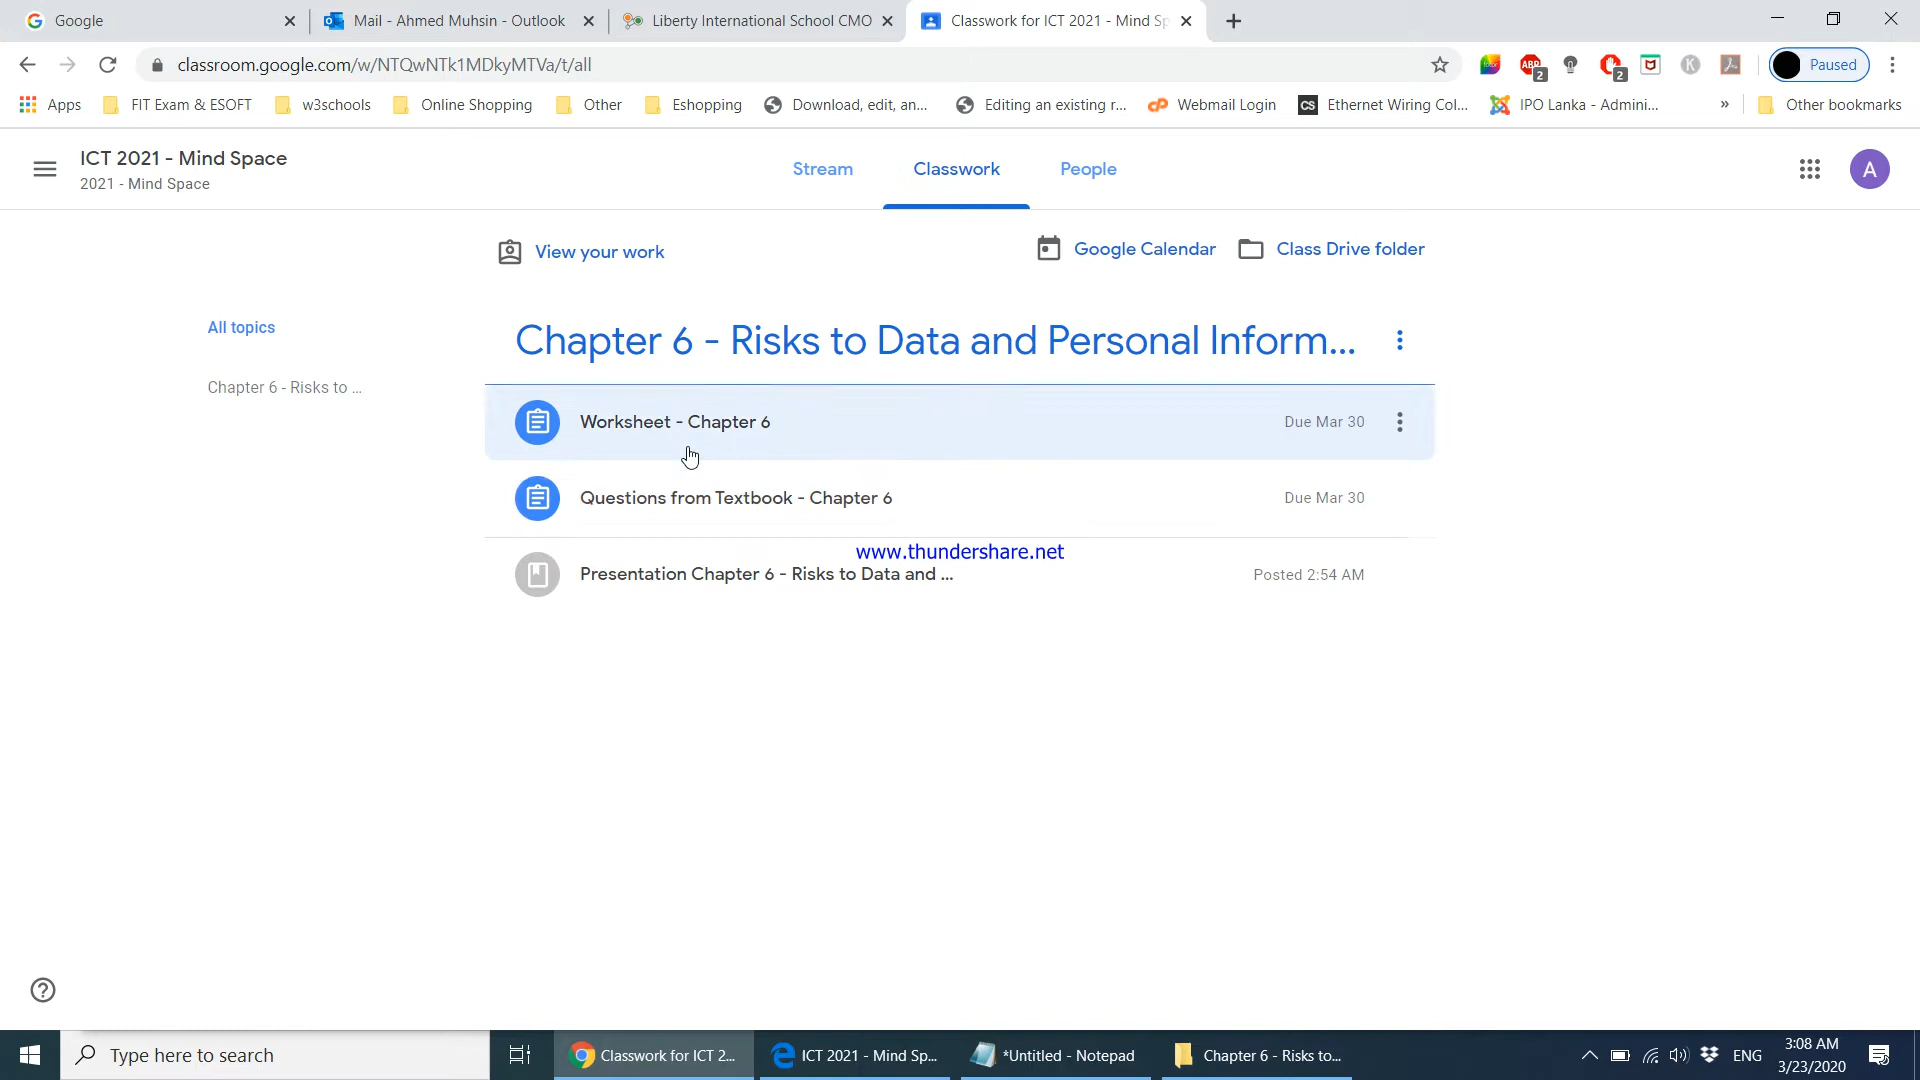 Google
Mail - Ahmed Muhsin - Outlook
Liberty International School CMO
Classwork for ICT 2021 - Mind Sp
classroom.google.com/w/NTQwNTk1MDkyMTVa/t/all
ABP
2
2
K
Paused
Apps
FIT Exam & ESOFT
w3schools
Online Shopping
Other
Eshopping
Download, edit, an...
Editing an existing r...
cP
Webmail Login
CS
Ethernet Wiring Col...
IPO Lanka - Admini...
»
Other bookmarks
ICT 2021 - Mind Space
2021 - Mind Space
Stream
Classwork
People
A
View your work
Google Calendar
Class Drive folder
All topics
Chapter 6 - Risks to ...
Chapter 6 - Risks to Data and Personal Inform...
Worksheet - Chapter 6
Due Mar 30
Questions from Textbook - Chapter 6
Due Mar 30
www.thundershare.net
Presentation Chapter 6 - Risks to Data and ...
Posted 2:54 AM
Type here to search
Classwork for ICT 2...
ICT 2021 - Mind Sp...
*Untitled - Notepad
Chapter 6 - Risks to...
ENG
3:08 AM
3/23/2020